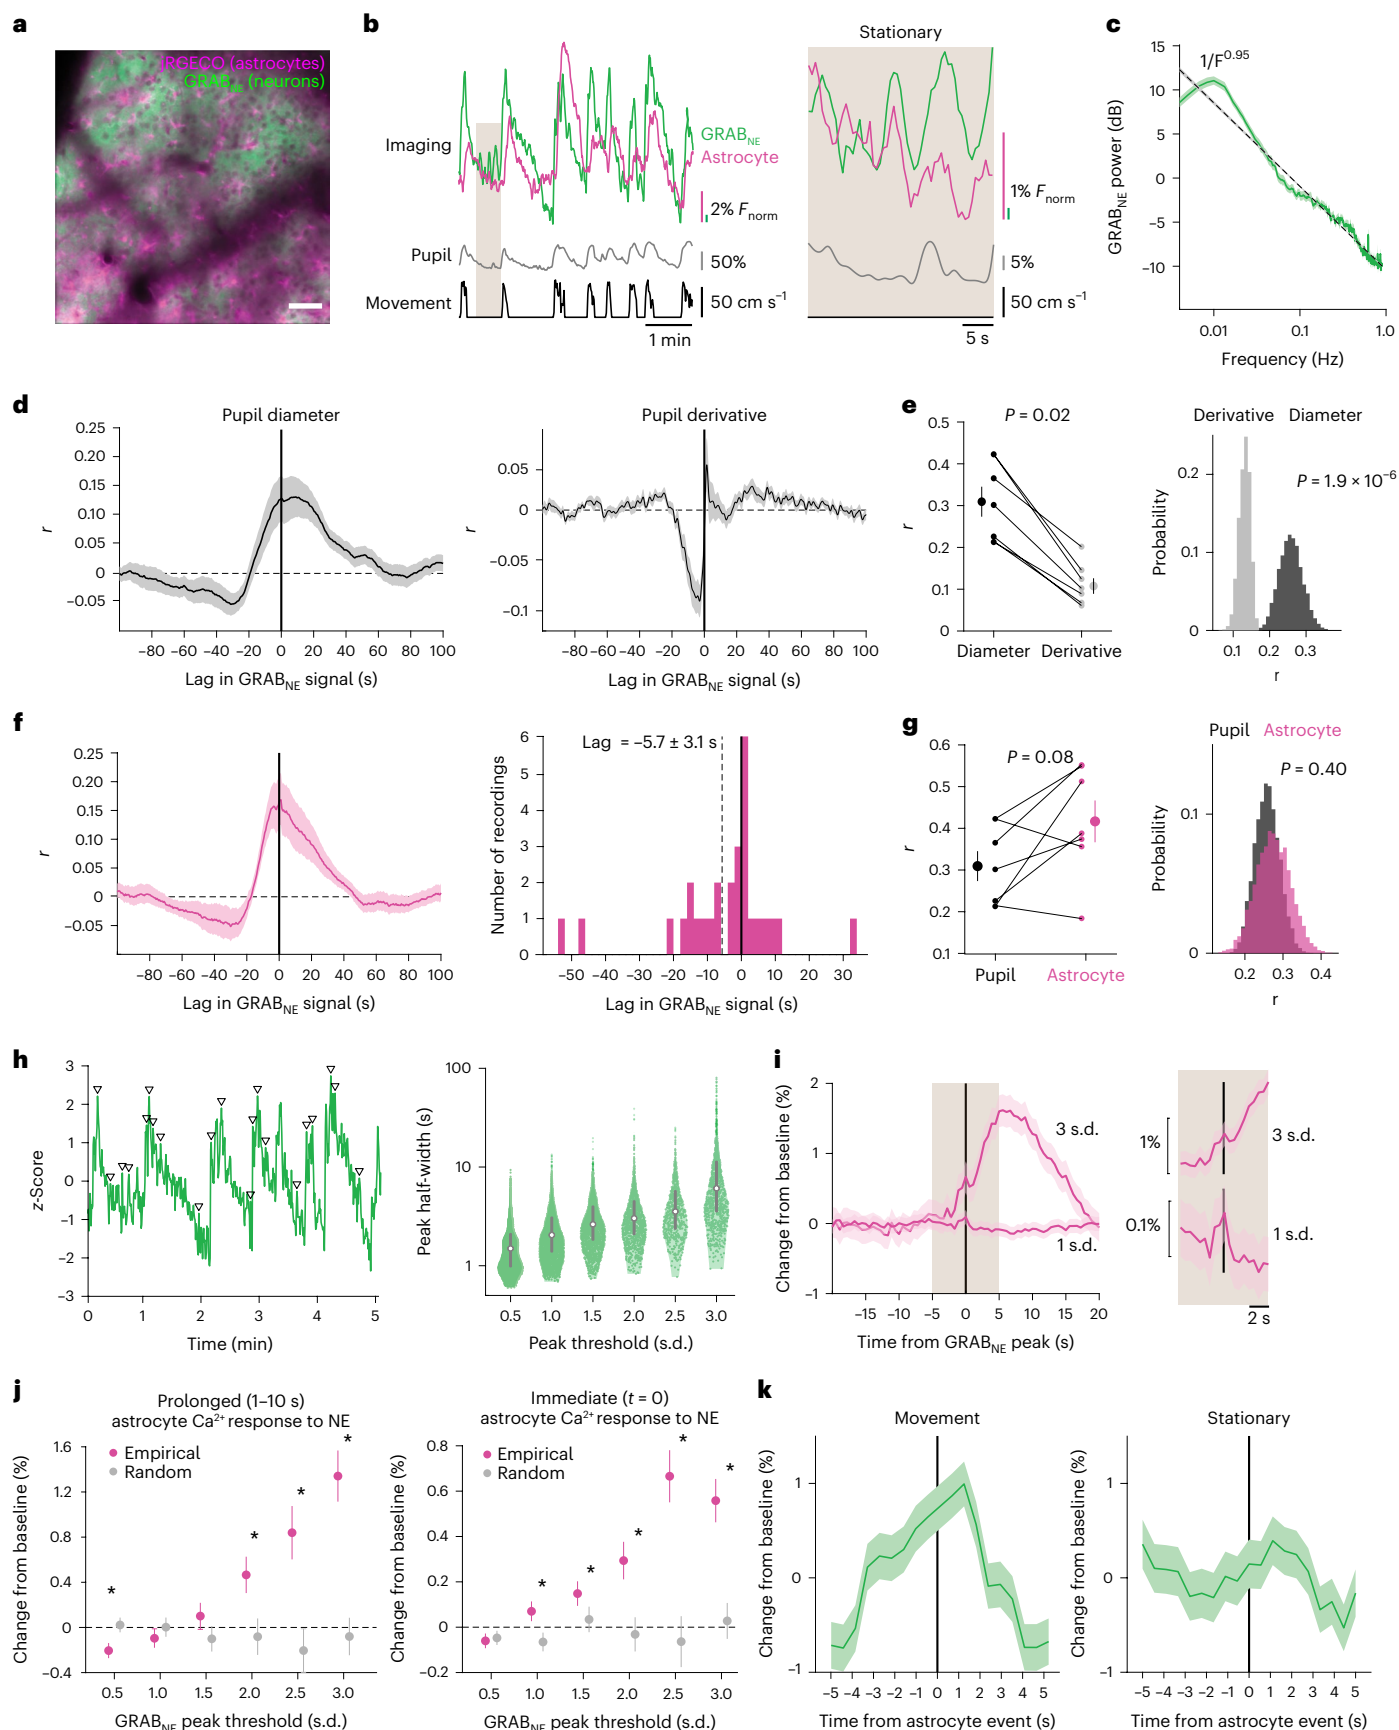 a
jRGECO (astrocytes)
GRAB_NE (neurons)
b
Stationary
Imaging
GRAB_NE
Astrocyte
2% F_norm
1% F_norm
Pupil
50%
5%
Movement
50 cm s⁻¹
50 cm s⁻¹
1 min
5 s
c
15
10
5
0
−5
−10
1/F^0.95
GRAB_NE power (dB)
0.01
0.1
1.0
Frequency (Hz)
d
Pupil diameter
0.25
0.20
0.15
0.10
0.05
0
−0.05
r
−80 −60 −40 −20 0 20 40 60 80 100
Lag in GRAB_NE signal (s)
Pupil derivative
0.05
0
−0.05
−0.1
−80 −60 −40 −20 0 20 40 60 80 100
Lag in GRAB_NE signal (s)
e
P = 0.02
0.5
0.4
0.3
0.2
0.1
0
r
Diameter Derivative
Derivative Diameter
P = 1.9 × 10⁻⁶
0.2
0.1
0
Probability
0.1 0.2 0.3
r
f
0.25
0.20
0.15
0.10
0.05
0
−0.05
r
−80 −60 −40 −20 0 20 40 60 80 100
Lag in GRAB_NE signal (s)
Lag = −5.7 ± 3.1 s
6
5
4
3
2
1
0
Number of recordings
−50 −40 −30 −20 −10 0 10 20 30
Lag in GRAB_NE signal (s)
g
P = 0.08
0.6
0.5
0.4
0.3
0.2
0.1
r
Pupil
Astrocyte
Pupil Astrocyte
P = 0.40
0.1
0
Probability
0.2 0.3 0.4
r
h
3
2
1
0
−1
−2
−3
z-Score
0 1 2 3 4 5
Time (min)
100
10
1
Peak half-width (s)
0.5 1.0 1.5 2.0 2.5 3.0
Peak threshold (s.d.)
i
2
1
0
−1
Change from baseline (%)
3 s.d.
1 s.d.
−15 −10 −5 0 5 10 15 20
Time from GRAB_NE peak (s)
1%
3 s.d.
0.1%
1 s.d.
2 s
j
Prolonged (1–10 s)
astrocyte Ca²⁺ response to NE
1.6
1.2
0.8
0.4
0
−0.4
Change from baseline (%)
Empirical
Random
*
*
*
*
0.5 1.0 1.5 2.0 2.5 3.0
GRAB_NE peak threshold (s.d.)
Immediate (t = 0)
astrocyte Ca²⁺ response to NE
0.8
0.6
0.4
0.2
0
−0.2
Change from baseline (%)
Empirical
Random
*
*
*
*
*
0.5 1.0 1.5 2.0 2.5 3.0
GRAB_NE peak threshold (s.d.)
k
Movement
1
0
−1
Change from baseline (%)
−5 −4 −3 −2 −1 0 1 2 3 4 5
Time from astrocyte event (s)
Stationary
1
0
−1
Change from baseline (%)
−5 −4 −3 −2 −1 0 1 2 3 4 5
Time from astrocyte event (s)